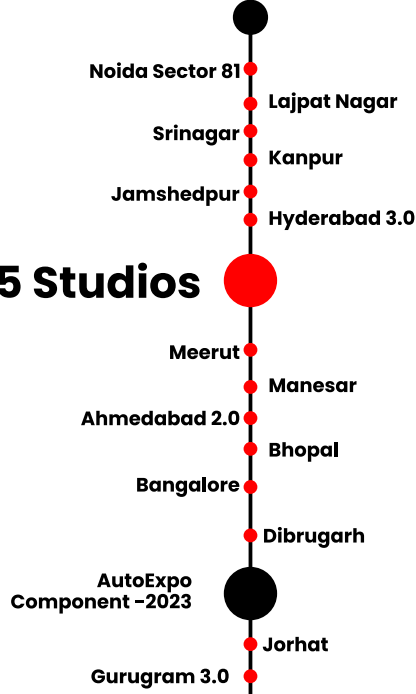 Noida Sector 81
Lajpat Nagar
Srinagar
Kanpur
Jamshedpur
Hyderabad 3.0
5 Studios
Meerut
Manesar
Ahmedabad 2.0
Bhopal
Bangalore
Dibrugarh
AutoExpo
Component -2023
Jorhat
Gurugram 3.0